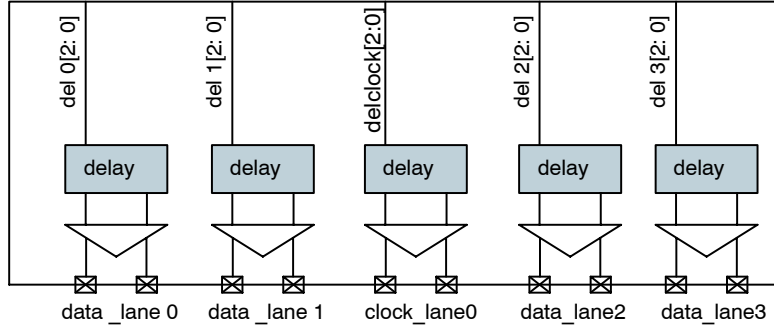 del 0[2: 0]
del 1[2: 0]
delclock[2:0]
del 2[2: 0]
del 3[2: 0]
delay
delay
delay
delay
delay
data _lane 0
data _lane 1
clock_lane0
data_lane2
data_lane3